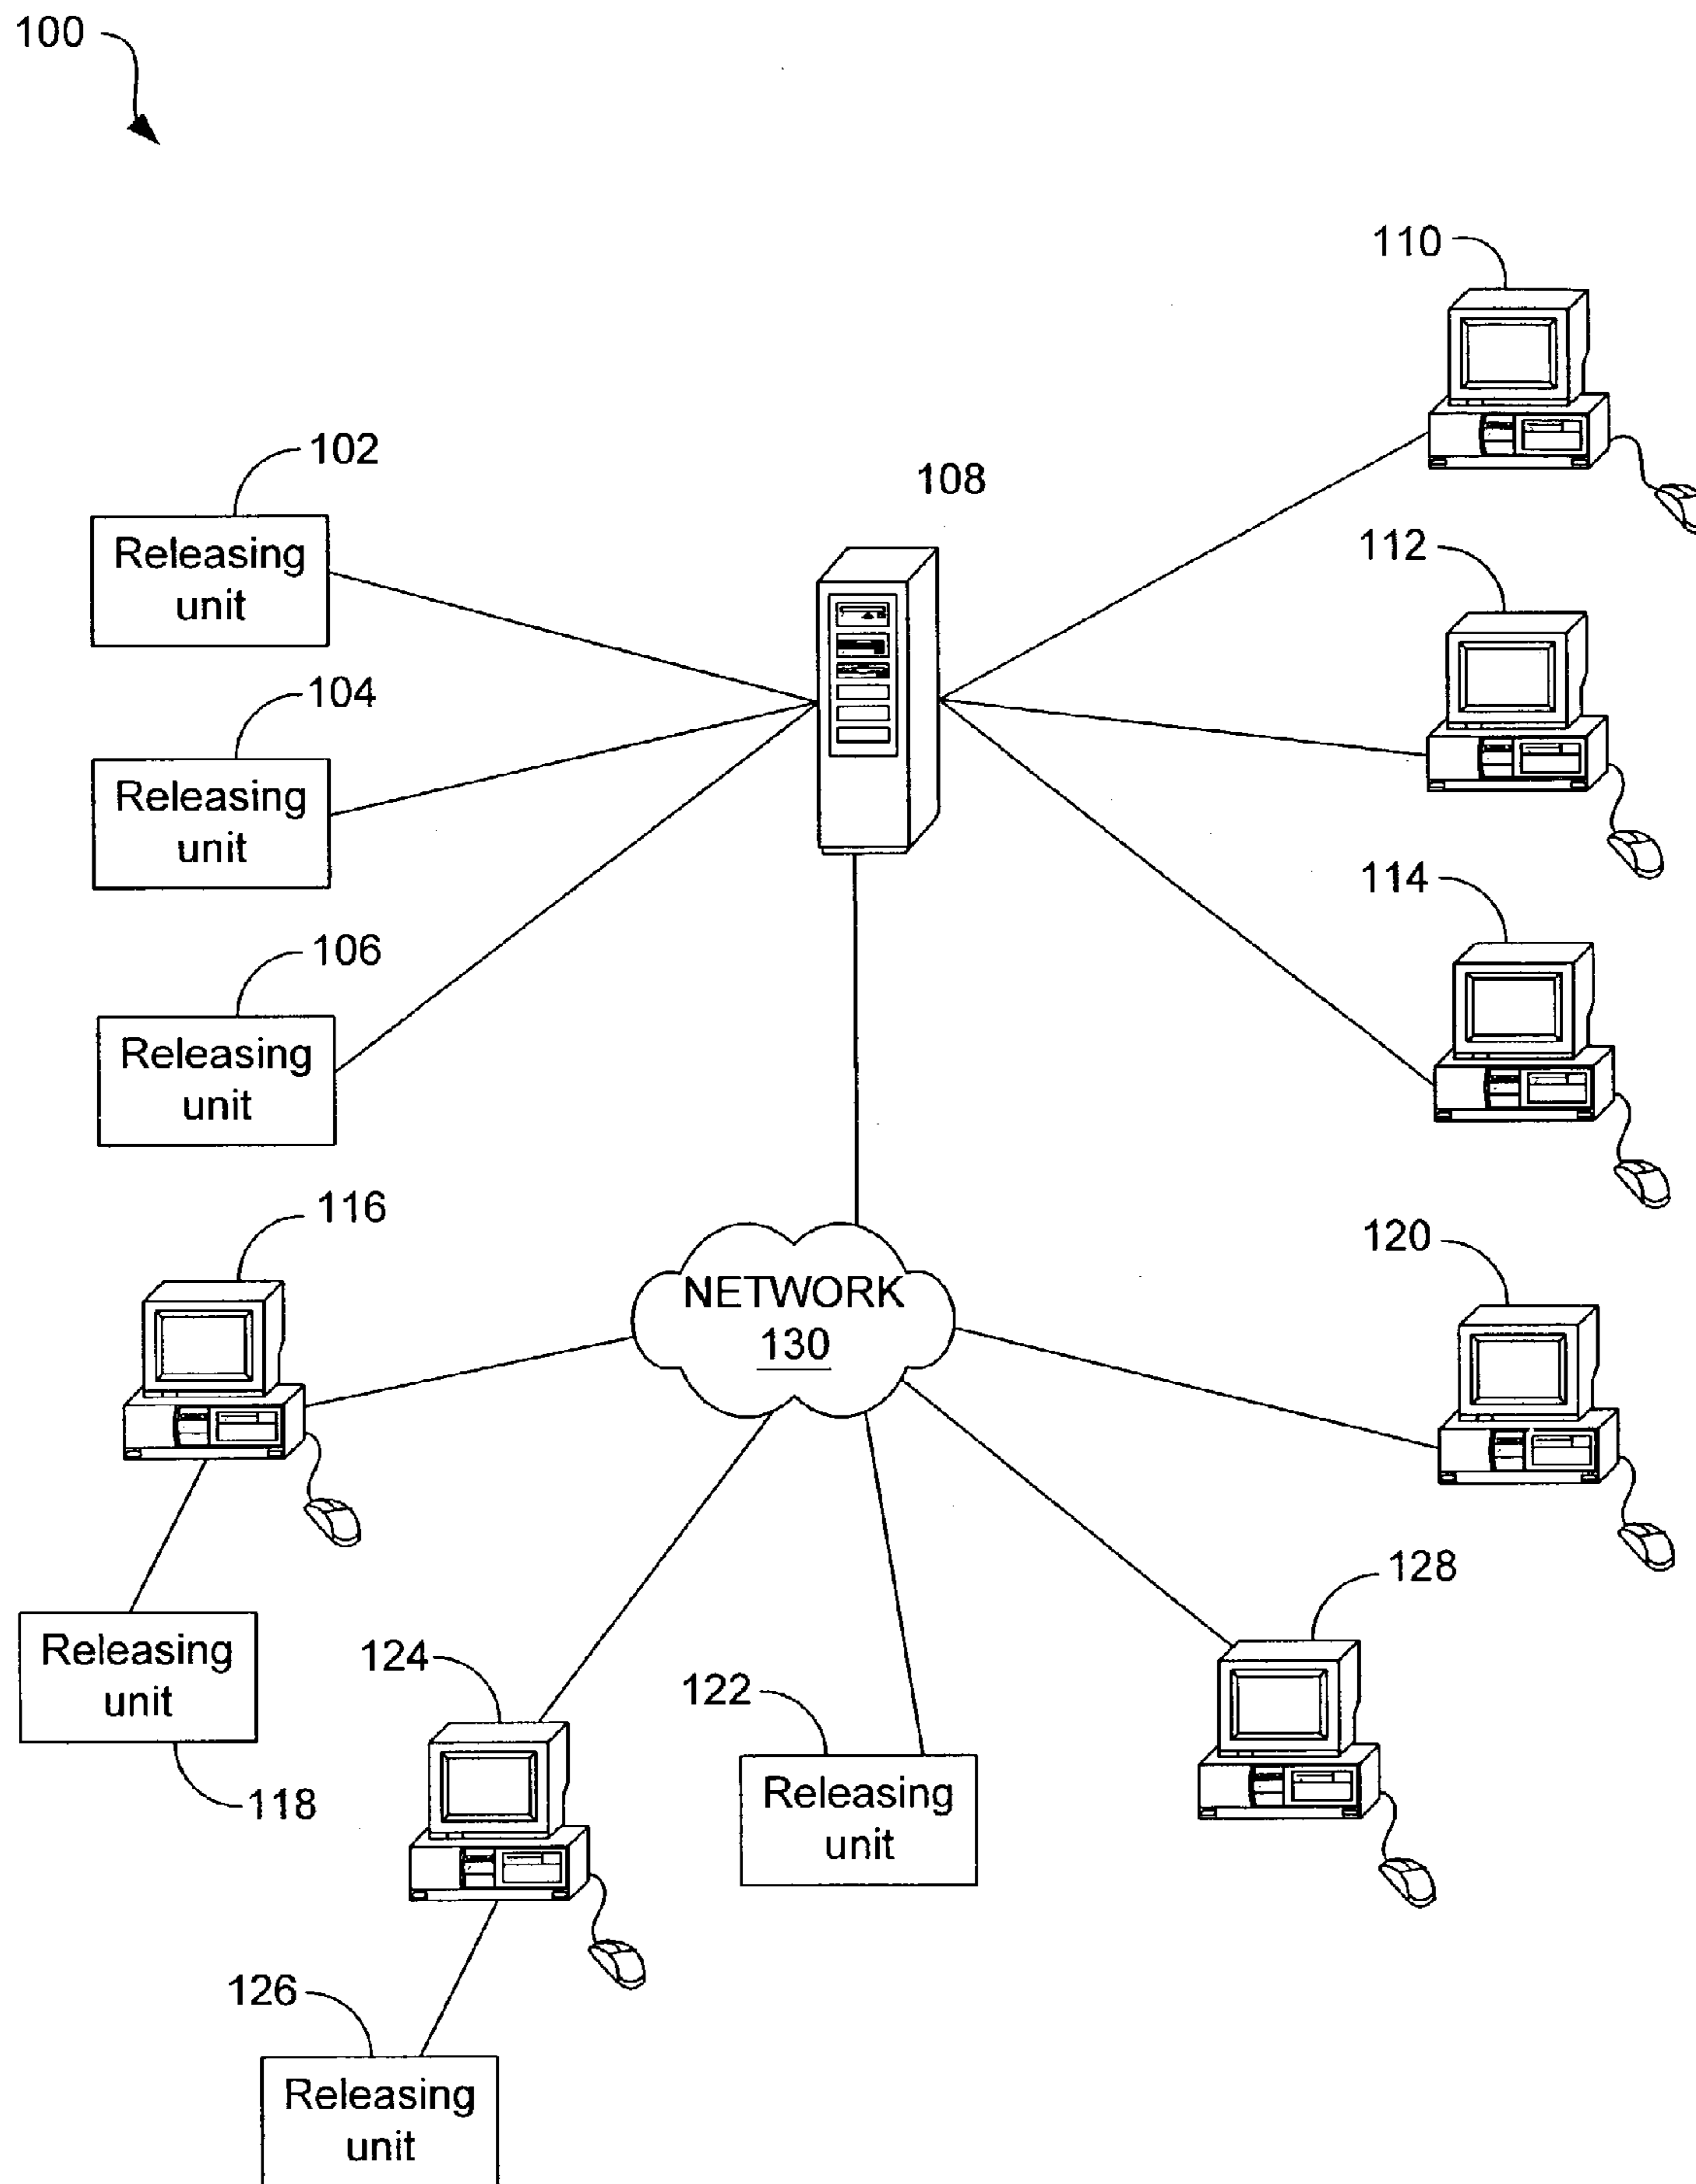 100
110
102
108
Releasing
unit
112
104
Releasing
unit
114
106
Releasing
unit
116
120
NETWORK
130
128
Releasing
unit
124
122
118
Releasing
unit
126
Releasing
unit